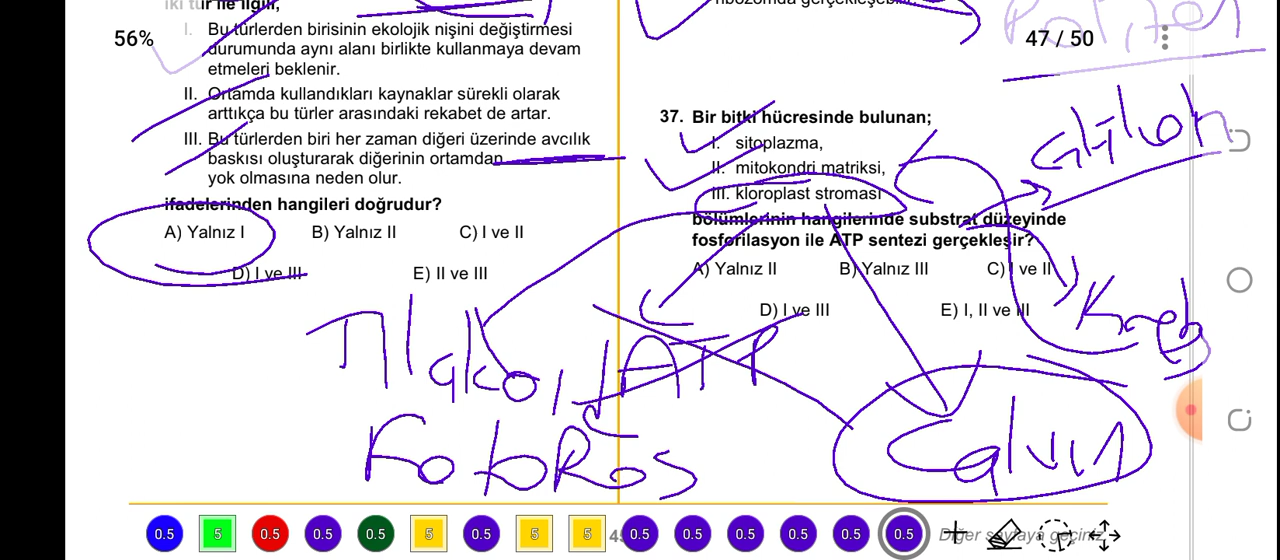 iki tür ile ilgili,
I. Bu türlerden birisinin ekolojik nişini değiştirmesi
durumunda aynı alanı birlikte kullanmaya devam
etmeleri beklenir.
II. Ortamda kullandıkları kaynaklar sürekli olarak
arttıkça bu türler arasındaki rekabet de artar.
III. Bu türlerden biri her zaman diğeri üzerinde avcılık
baskısı oluşturarak diğerinin ortamdan
yok olmasına neden olur.
ifadelerinden hangileri doğrudur?
A) Yalnız I B) Yalnız II C) I ve II
D) I ve III E) II ve III
56%
ribozomda gerçekleşebilir.
47 / 50
37. Bir bitki hücresinde bulunan;
I. sitoplazma,
II. mitokondri matriksi,
III. kloroplast stroması
bölümlerinin hangilerinde substrat düzeyinde
fosforilasyon ile ATP sentezi gerçekleşir?
A) Yalnız II B) Yalnız III C) I ve II
D) I ve III E) I, II ve III
Glikoz
ATP
Kreb
Calvin
0.5 5 0.5 0.5 0.5 5 0.5 5 5 0.5 0.5 0.5 0.5 0.5 0.5
Diğer sayfaya geçiniz.